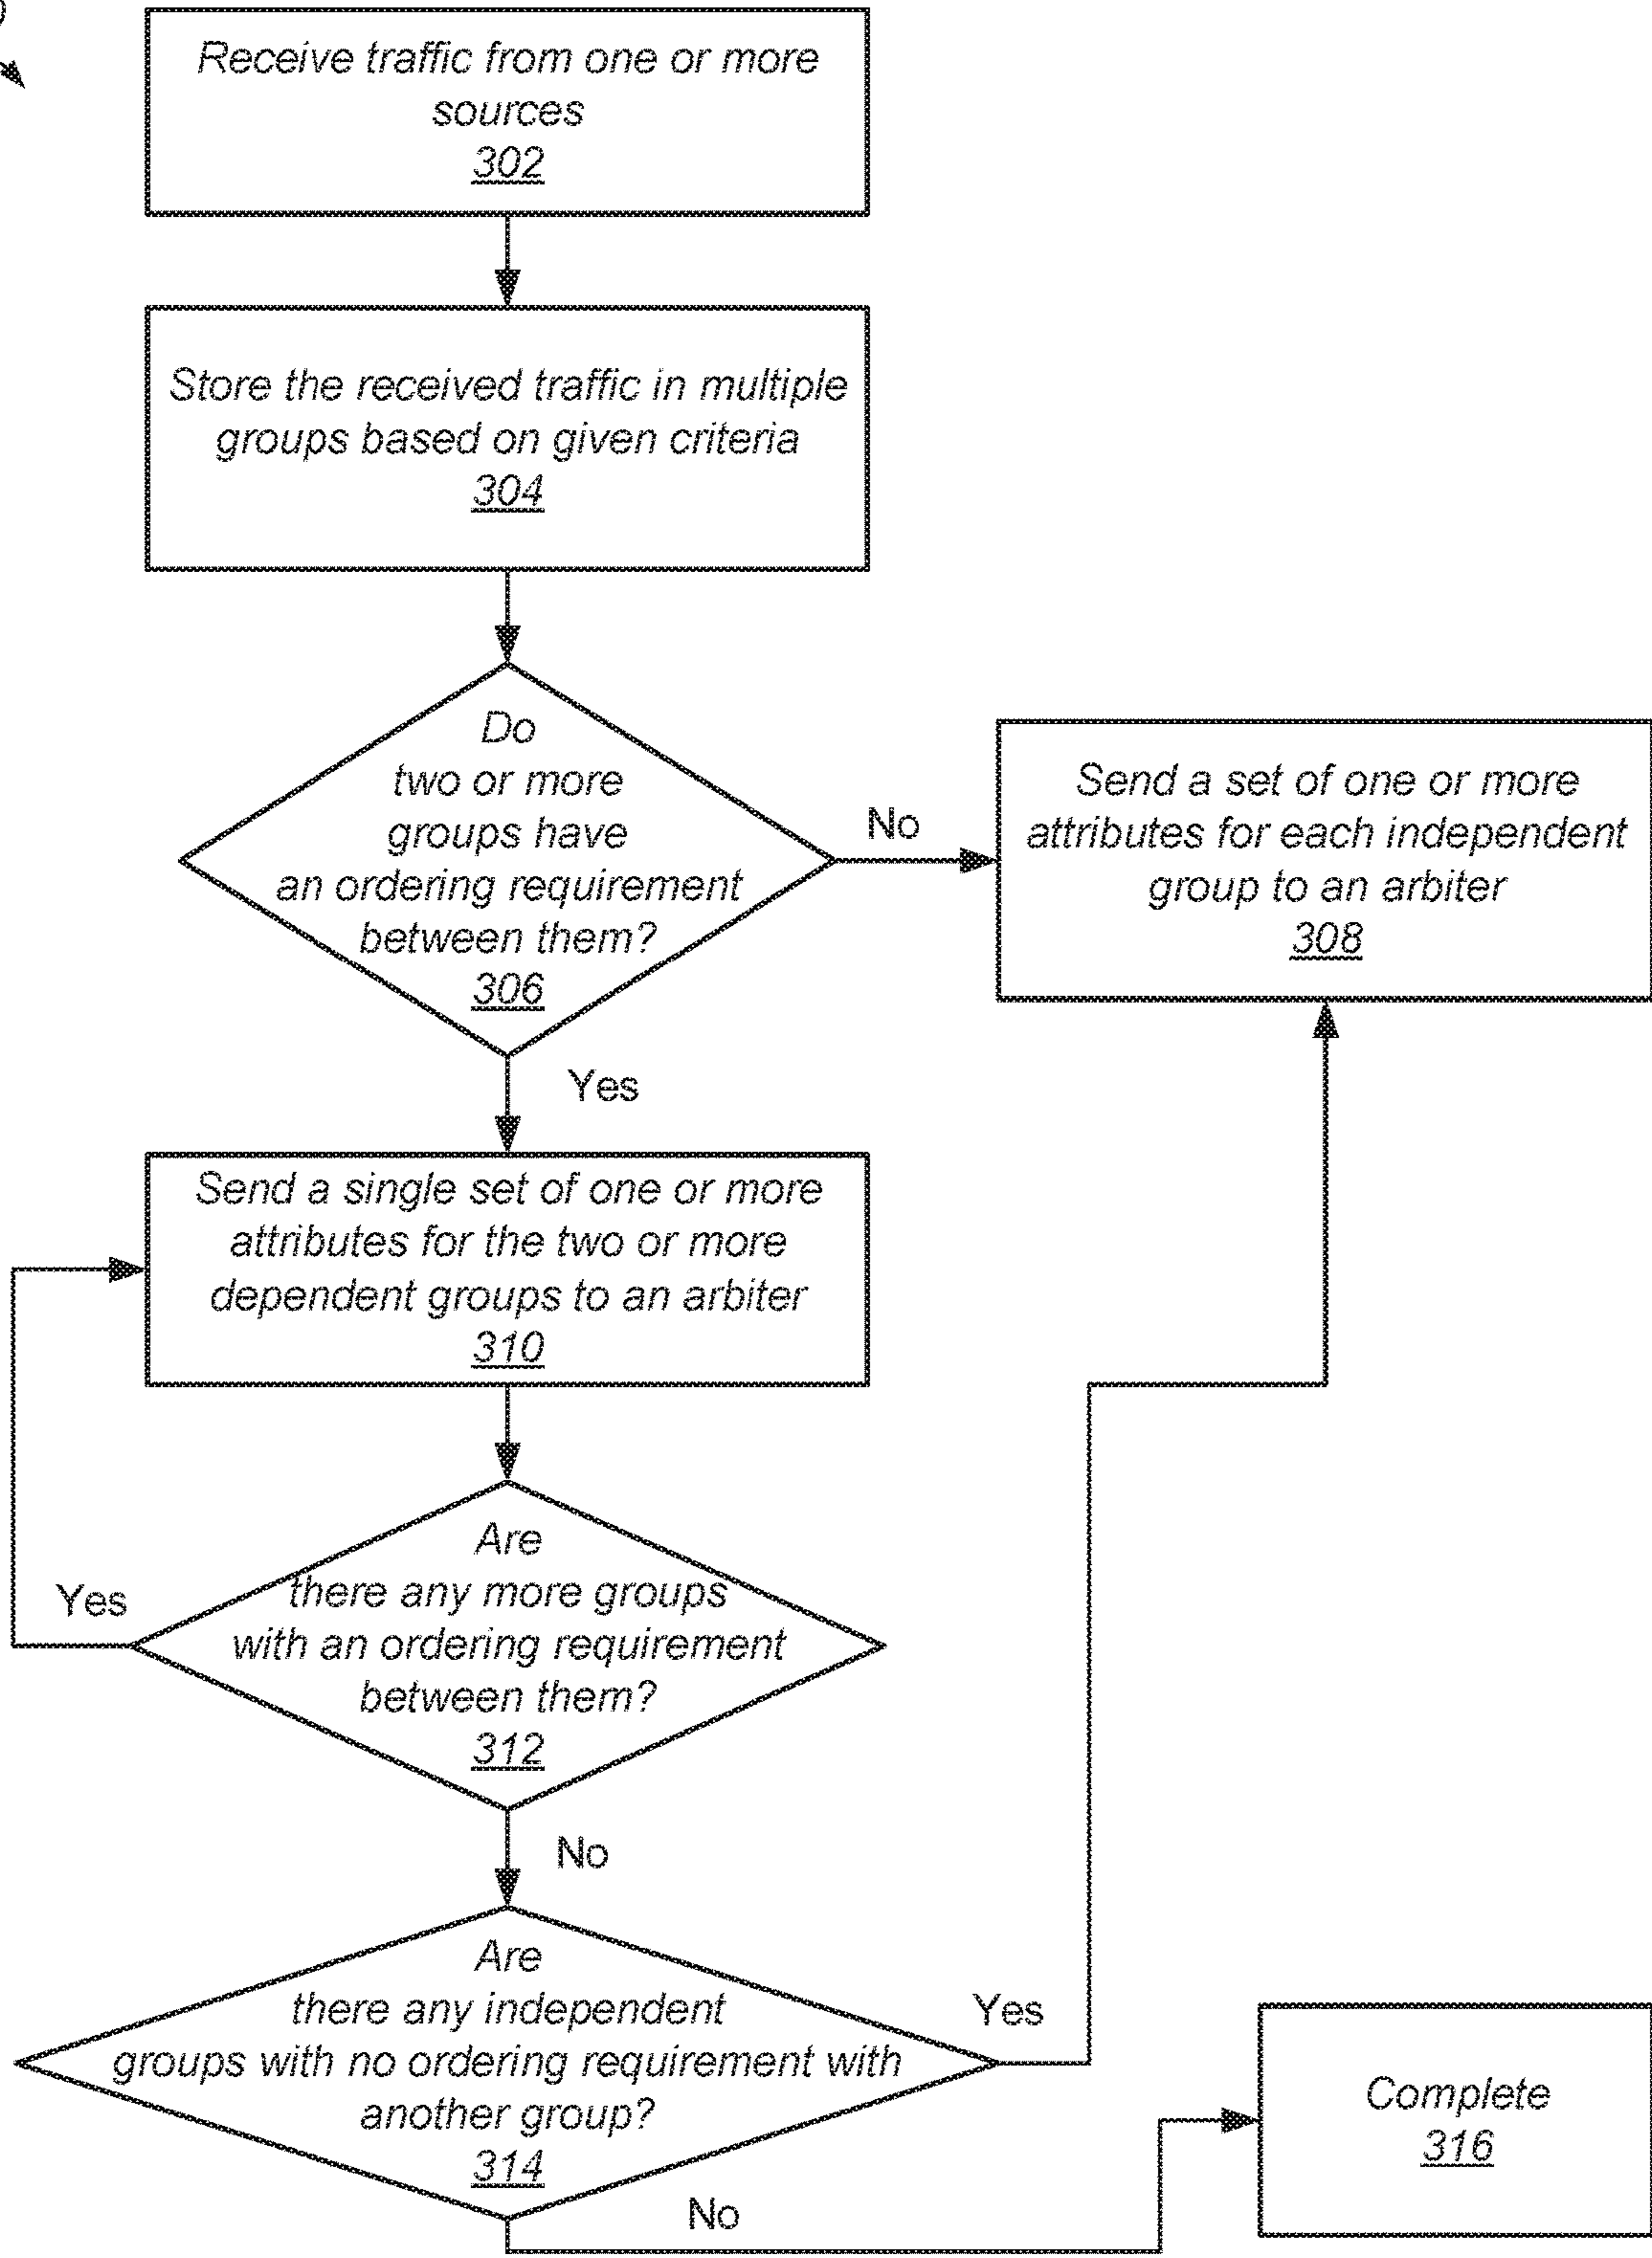 Receive traffic from one or more
sources
302
Store the received traffic in multiple
groups based on given criteria
304
Do
two or more
groups have
an ordering requirement
between them?
306
No
Send a set of one or more
attributes for each independent
group to an arbiter
308
Yes
Send a single set of one or more
attributes for the two or more
dependent groups to an arbiter
310
Are
there any more groups
with an ordering requirement
between them?
312
Yes
No
Are
there any independent
groups with no ordering requirement with
another group?
314
Yes
No
Complete
316